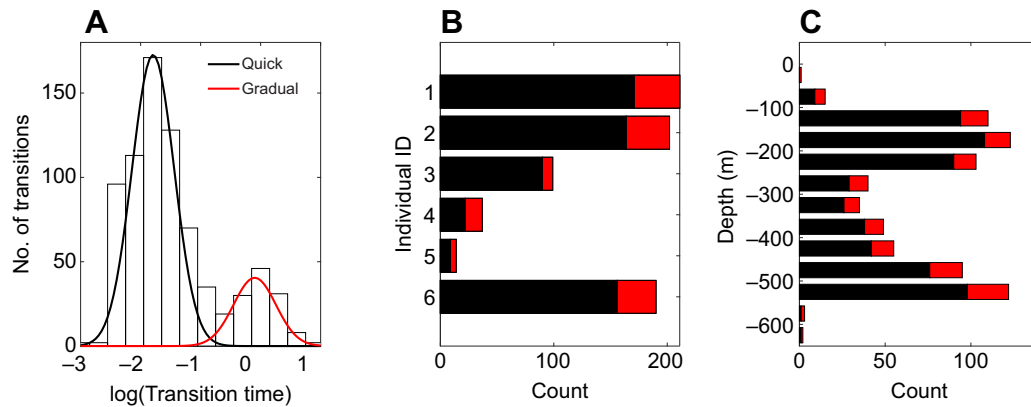 A
No. of transitions
150
100
50
0
–3
–2
–1
0
1
log(Transition time)
Quick
Gradual
B
Individual ID
1
2
3
4
5
6
0
100
200
Count
C
Depth (m)
0
–100
–200
–300
–400
–500
–600
0
50
100
Count